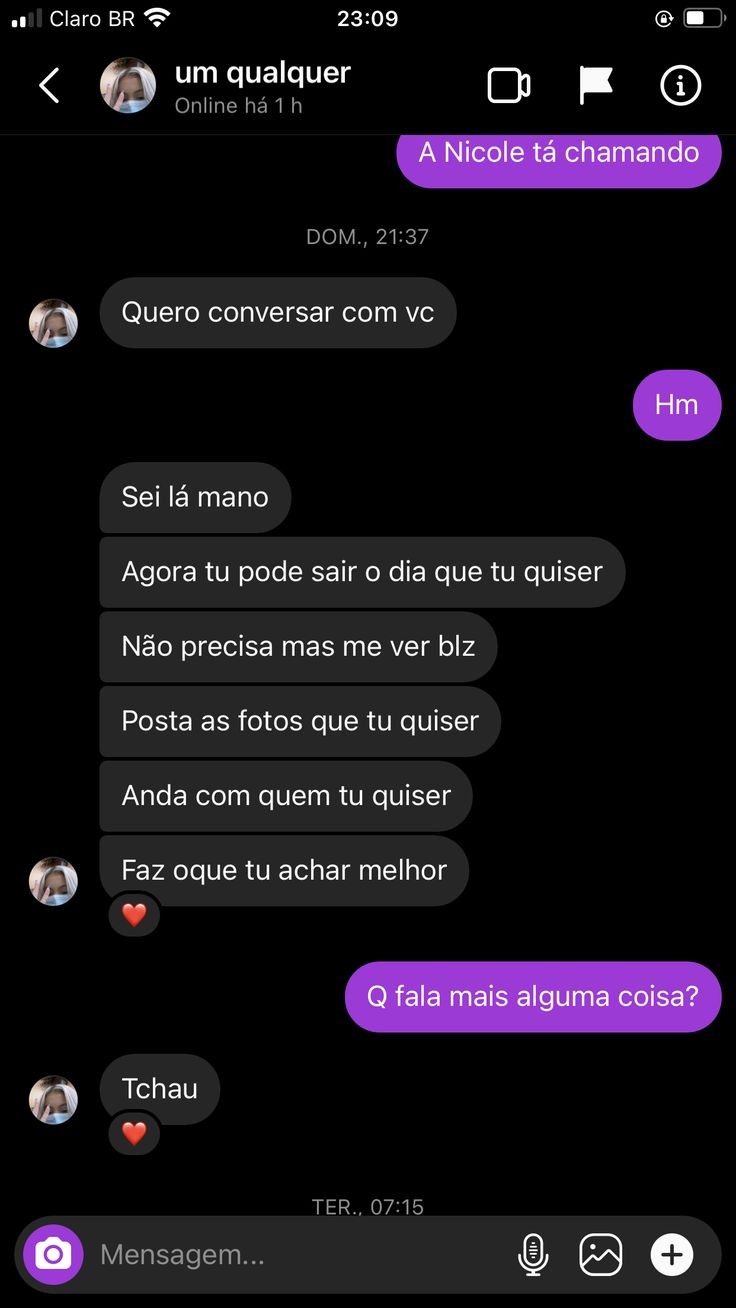 Claro BR
23:09
um qualquer
Online há 1 h
A Nicole tá chamando
DOM., 21:37
Quero conversar com vc
Hm
Sei lá mano
Agora tu pode sair o dia que tu quiser
Não precisa mas me ver blz
Posta as fotos que tu quiser
Anda com quem tu quiser
Faz oque tu achar melhor
Q fala mais alguma coisa?
Tchau
TER., 07:15
Mensagem...